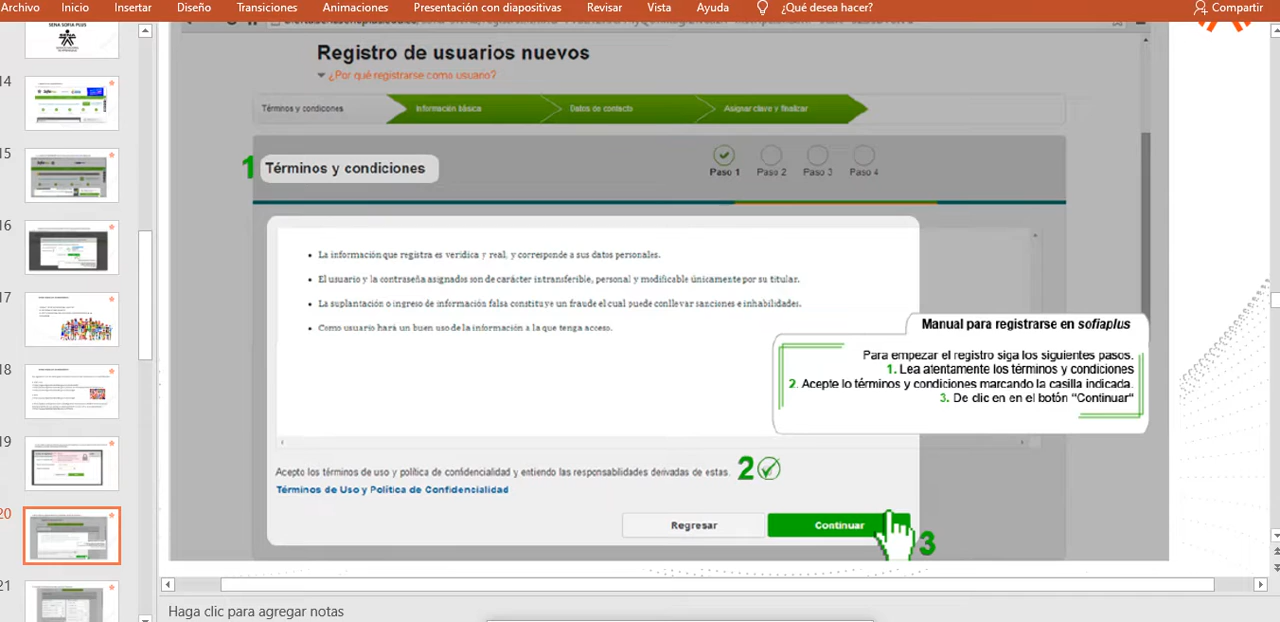 Archivo Inicio Insertar Diseño Transiciones Animaciones Presentación con diapositivas Revisar Vista Ayuda ¿Qué desea hacer? Compartir
SENA SOFIA PLUS
SENA
14
15
16
17
18
19
20
21
Registro de usuarios nuevos
¿Por qué registrarse como usuario?
Términos y condiciones Información básica Datos de contacto Asignar clave y finalizar
1 Términos y condiciones
Paso 1 Paso 2 Paso 3 Paso 4
• La información que registra es verídica y real, y corresponde a sus datos personales.
• El usuario y la contraseña asignados son de carácter intransferible, personal y modificable únicamente por su titular.
• La suplantación o ingreso de información falsa constituye un fraude el cual puede conllevar sanciones e inhabilidades.
• Como usuario hará un buen uso de la información a la que tenga acceso.
Manual para registrarse en sofiaplus
Para empezar el registro siga los siguientes pasos.
1. Lea atentamente los términos y condiciones
2. Acepte lo términos y condiciones marcando la casilla indicada.
3. De clic en en el botón “Continuar“
Acepto los términos de uso y política de confidencialidad y entiendo las responsabilidades derivadas de estas. 2
Términos de Uso y Política de Confidencialidad
Regresar Continuar 3
Haga clic para agregar notas